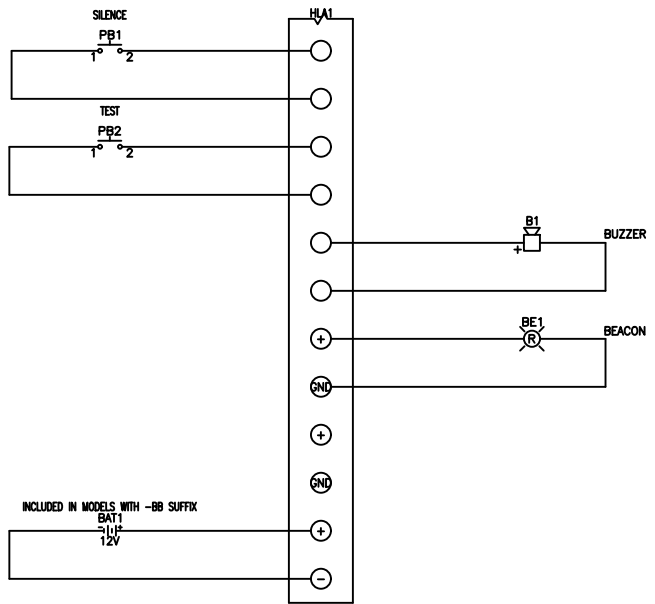 SILENCE
HLA1
PB1
1 2
TEST
PB2
1 2
B1
BUZZER
+
BE1
BEACON
R
+
GND
+
GND
INCLUDED IN MODELS WITH -BB SUFFIX
BAT1
- +
12V
+
-